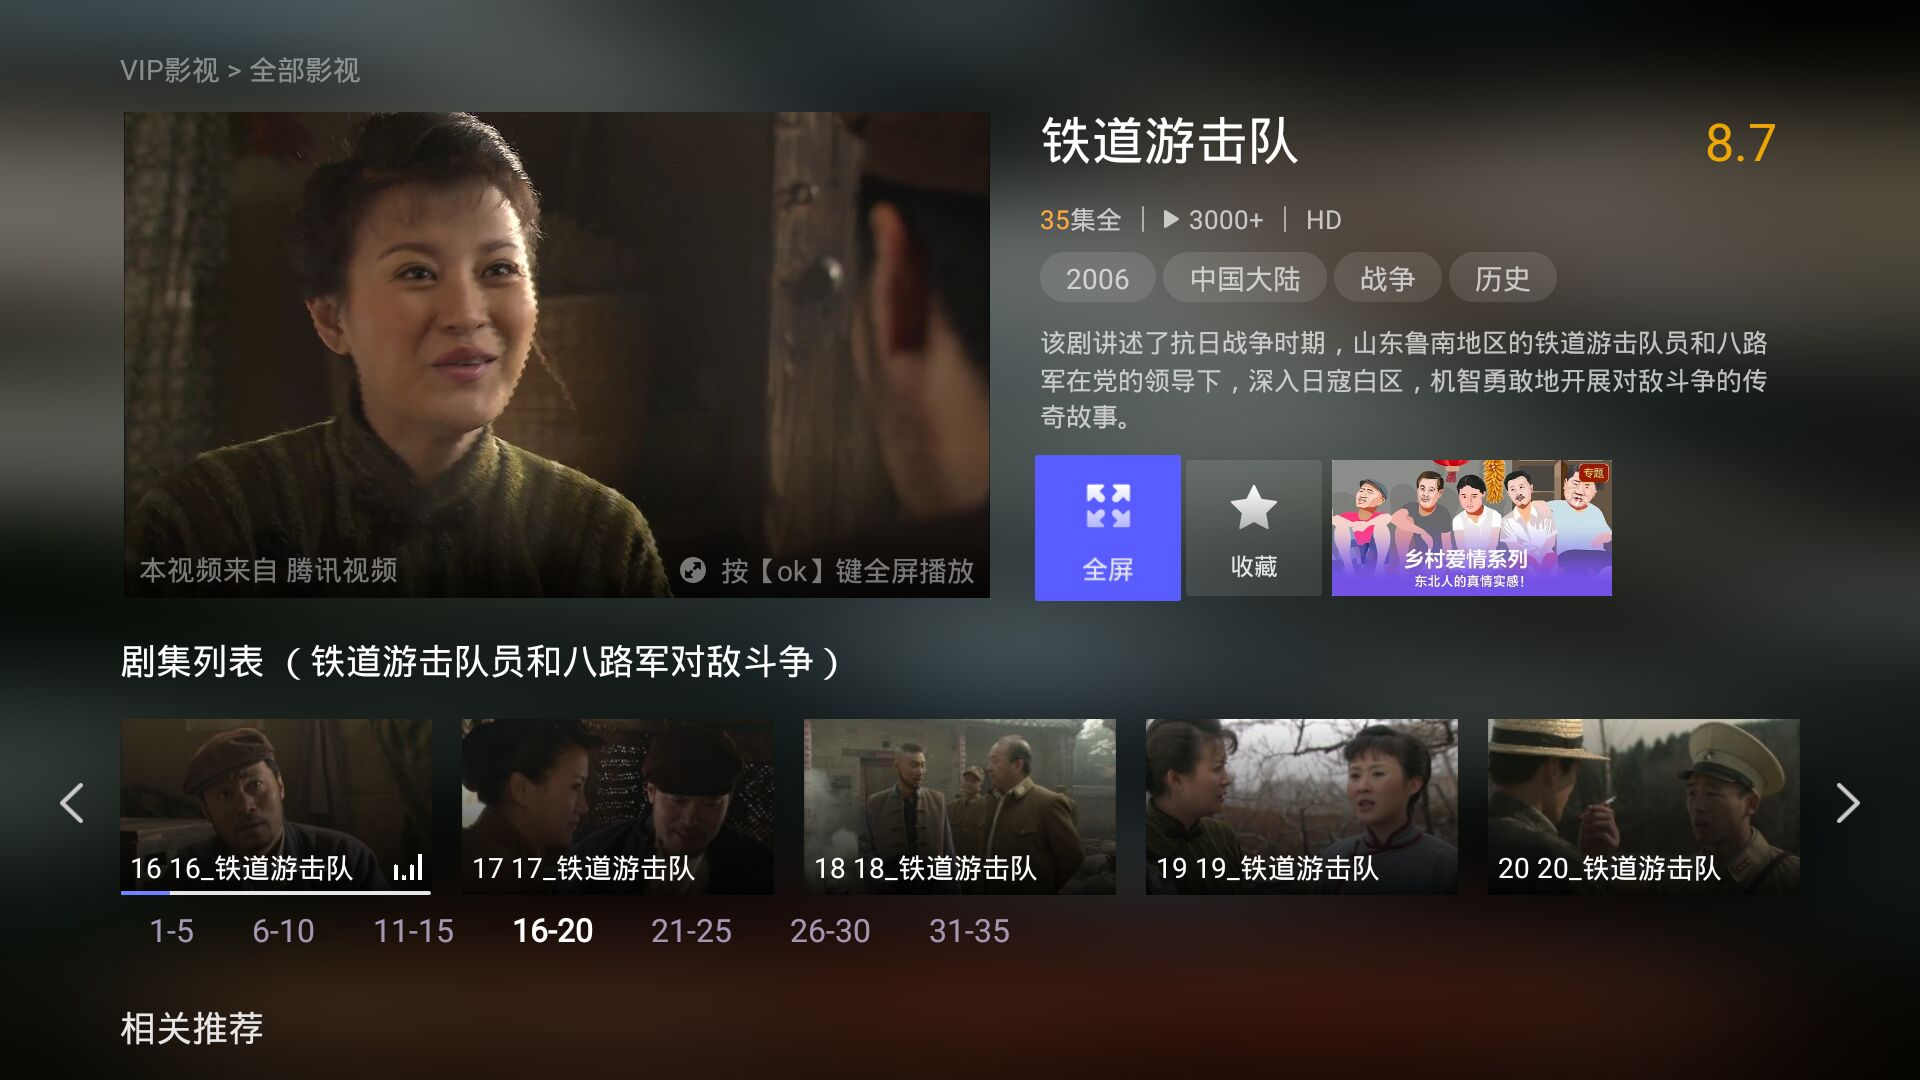 VIP影视 > 全部影视
铁道游击队
8.7
35集全 | 3000+ | HD
2006 中国大陆 战争 历史
该剧讲述了抗日战争时期，山东鲁南地区的铁道游击队员和八路
军在党的领导下，深入日寇白区，机智勇敢地开展对敌斗争的传
奇故事。
本视频来自 腾讯视频
按【ok】键全屏播放
全屏
收藏
专题
乡村爱情系列
东北人的真情实感！
剧集列表 （铁道游击队员和八路军对敌斗争）
16 16_铁道游击队
17 17_铁道游击队
18 18_铁道游击队
19 19_铁道游击队
20 20_铁道游击队
1-5 6-10 11-15 16-20 21-25 26-30 31-35
相关推荐